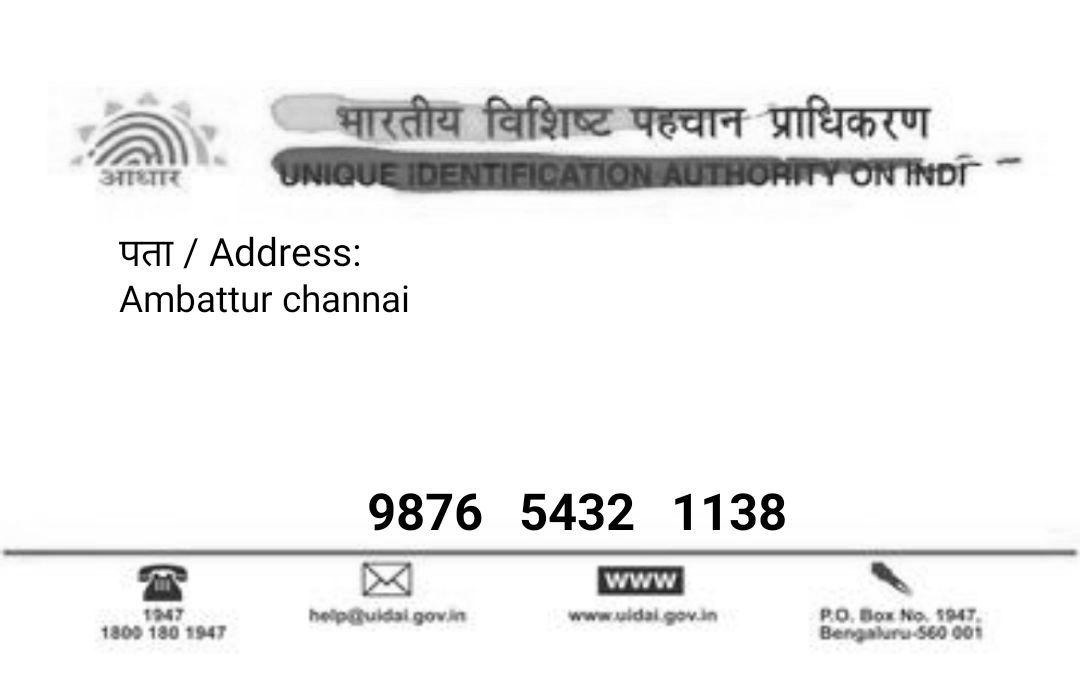 आधार
भारतीय विशिष्ट पहचान प्राधिकरण
UNIQUE IDENTIFICATION AUTHORITY ON INDI
पता / Address:
Ambattur channai
9876 5432 1138
1947
1800 180 1947
help@uidai.gov.in
www
www.uidai.gov.in
P.O. Box No. 1947,
Bengaluru-560 001